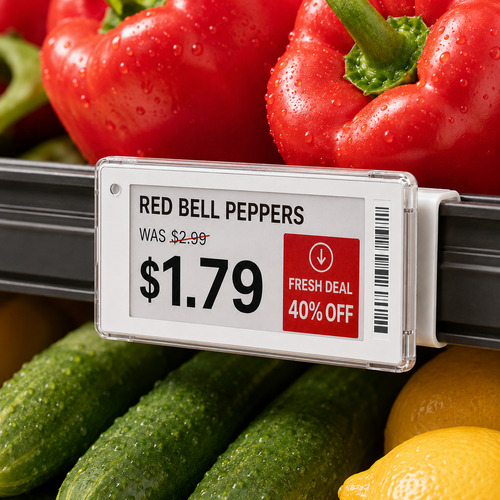 RED BELL PEPPERS
WAS $2.99
$1.79
FRESH DEAL
40% OFF